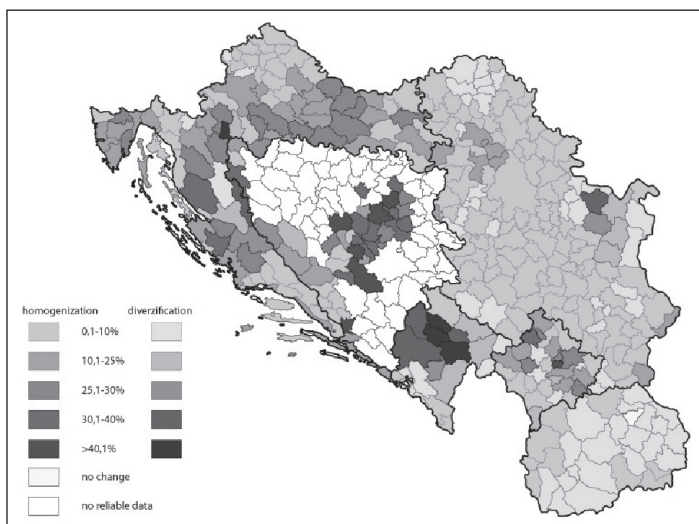 homogenization diverzification
0,1-10%
10,1-25%
25,1-30%
30,1-40%
>40,1%
no change
no reliable data